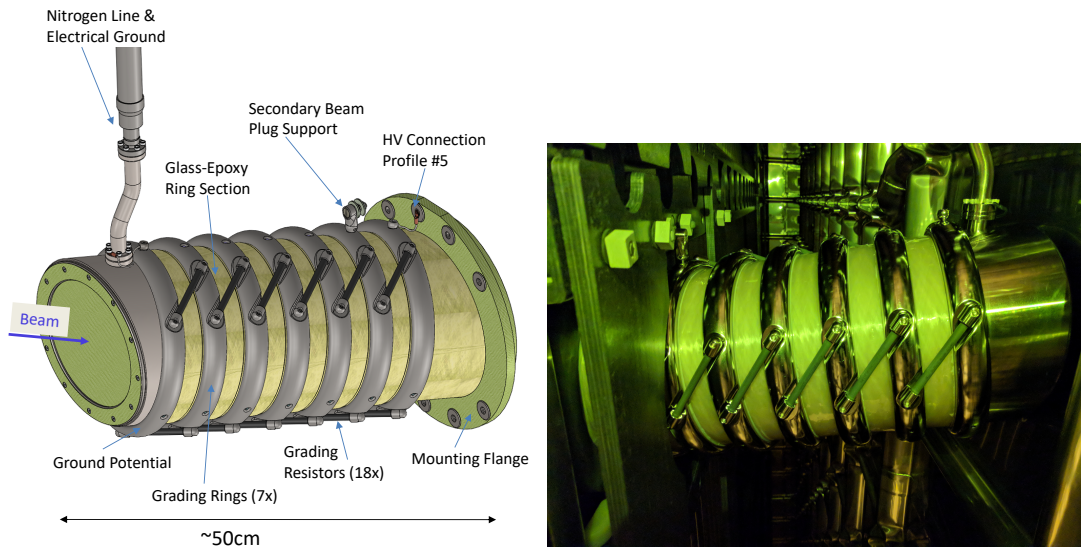 Nitrogen Line &
Electrical Ground
Secondary Beam
Plug Support
HV Connection
Profile #5
Glass-Epoxy
Ring Section
Beam
Ground Potential
Grading
Resistors (18x)
Mounting Flange
Grading Rings (7x)
~50cm